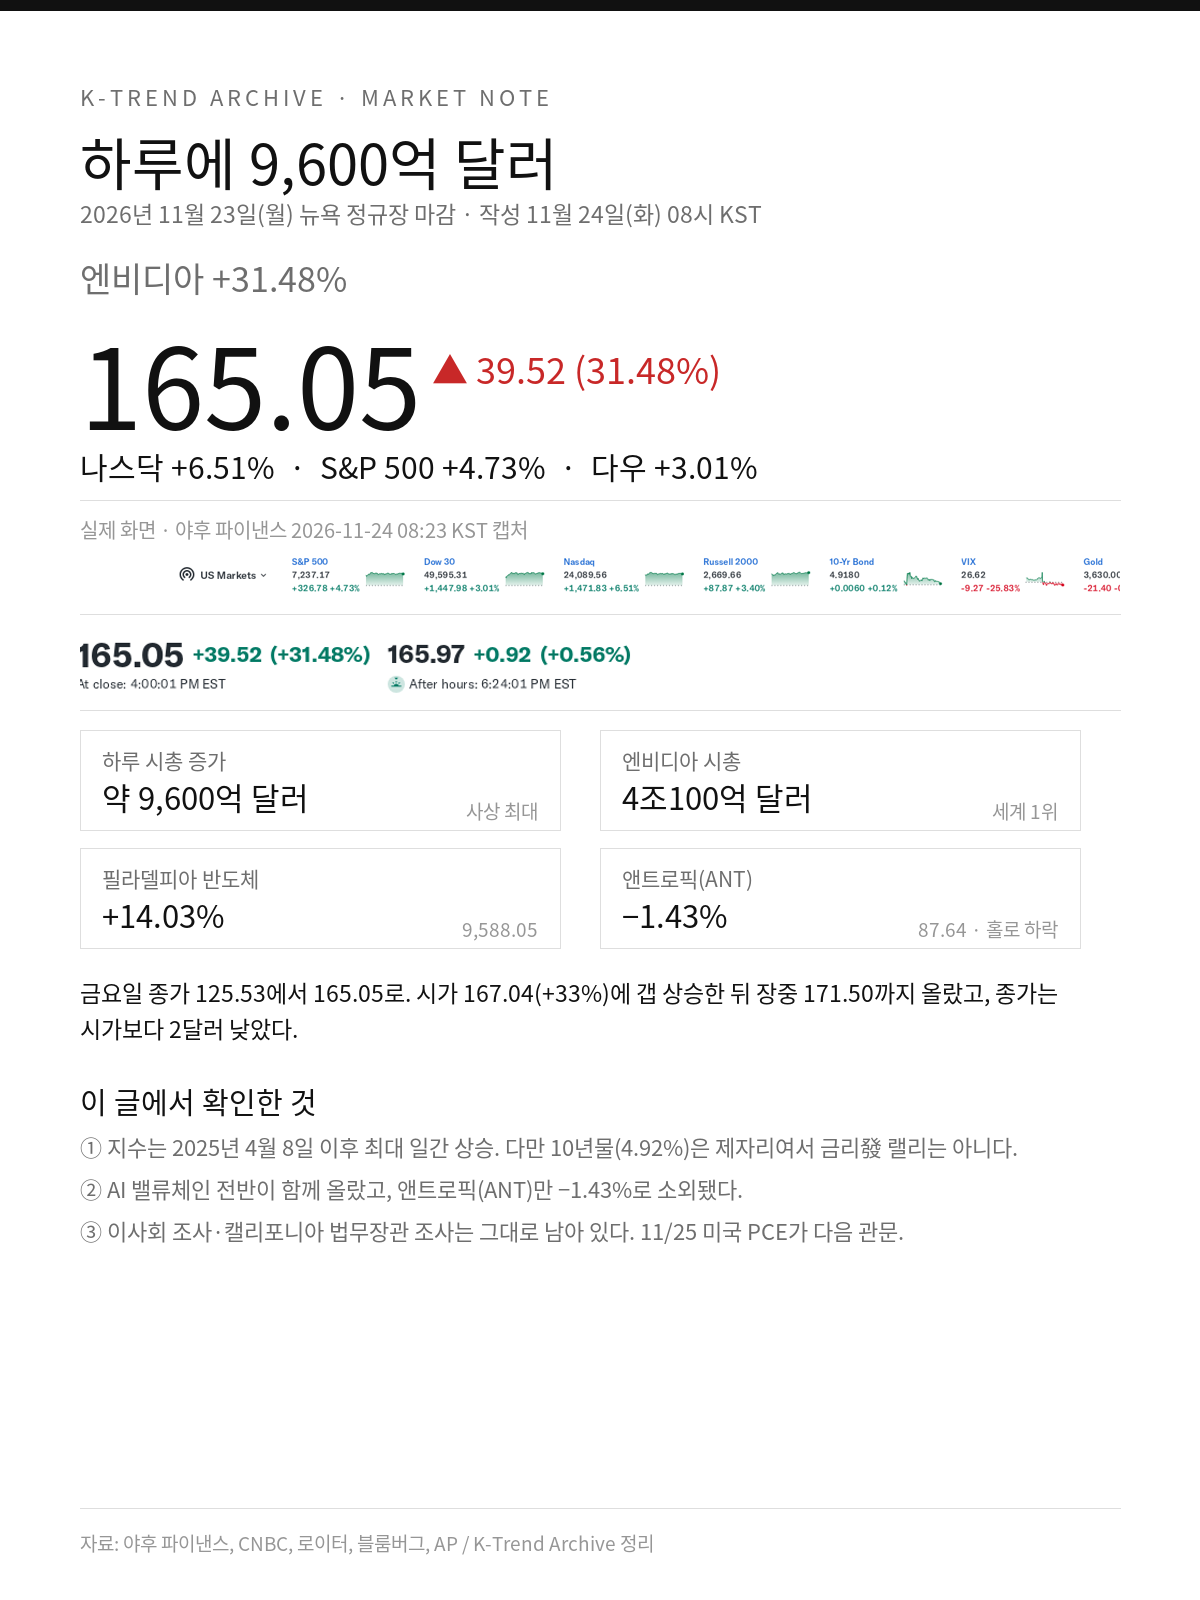 K-TREND ARCHIVE · MARKET NOTE
하루에 9,600억 달러
2026년 11월 23일(월) 뉴욕 정규장 마감 · 작성 11월 24일(화) 08시 KST
엔비디아 +31.48%
165.05 ▲ 39.52 (31.48%)
나스닥 +6.51% · S&P 500 +4.73% · 다우 +3.01%
실제 화면 · 야후 파이낸스 2026-11-24 08:23 KST 캡처
S&P 500 Dow 30 Nasdaq Russell 2000 10-Yr Bond VIX Gold
US Markets 7,237.17 49,595.31 24,089.56 2,669.66 4.9180 26.62 3,630.00
+326.78 +4.73% +1,447.98 +3.01% +1,471.83 +6.51% +87.87 +3.40% +0.0060 +0.12% -9.27 -25.83% -21.40
165.05 +39.52 (+31.48%) 165.97 +0.92 (+0.56%)
At close: 4:00:01 PM EST After hours: 6:24:01 PM EST
하루 시총 증가 엔비디아 시총
약 9,600억 달러 사상 최대 4조100억 달러 세계 1위
필라델피아 반도체 앤트로픽(ANT)
+14.03% 9,588.05 −1.43% 87.64 · 홀로 하락
금요일 종가 125.53에서 165.05로. 시가 167.04(+33%)에 갭 상승한 뒤 장중 171.50까지 올랐고, 종가는
시가보다 2달러 낮았다.
이 글에서 확인한 것
① 지수는 2025년 4월 8일 이후 최대 일간 상승. 다만 10년물(4.92%)은 제자리여서 금리發 랠리는 아니다.
② AI 밸류체인 전반이 함께 올랐고, 앤트로픽(ANT)만 −1.43%로 소외됐다.
③ 이사회 조사·캘리포니아 법무장관 조사는 그대로 남아 있다. 11/25 미국 PCE가 다음 관문.
자료: 야후 파이낸스, CNBC, 로이터, 블룸버그, AP / K-Trend Archive 정리